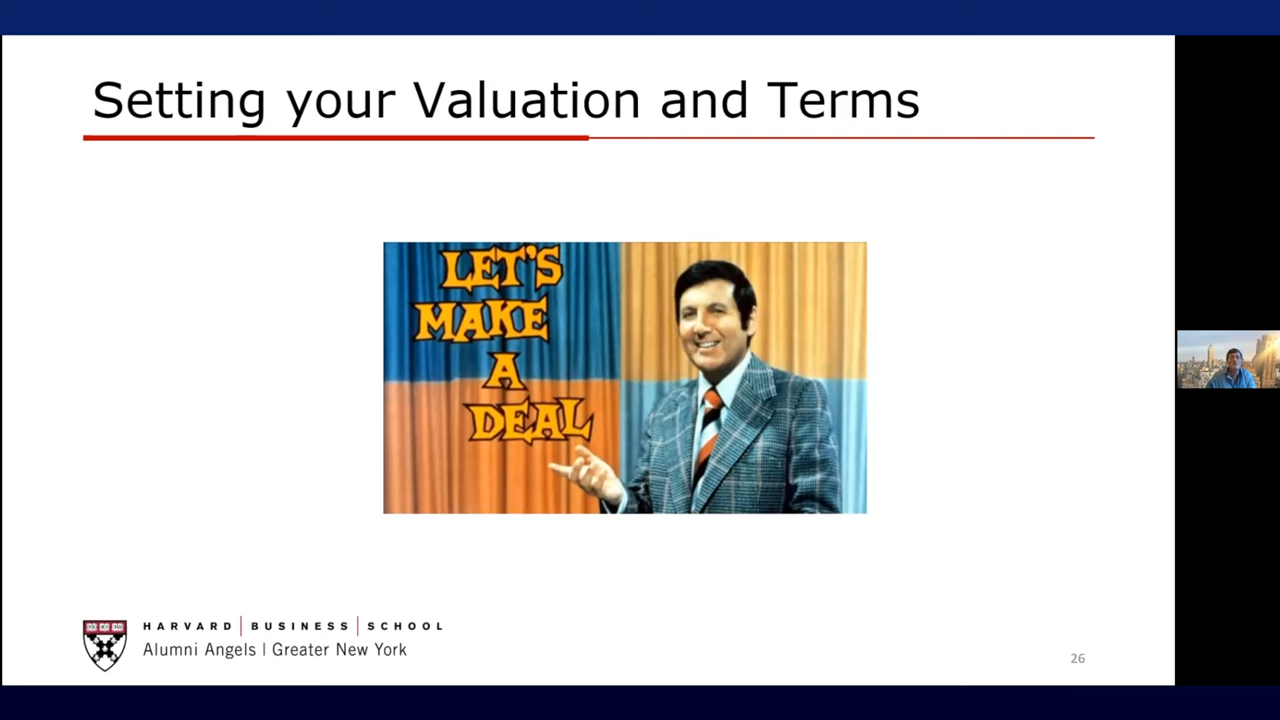 Setting your Valuation and Terms
LET'S
MAKE
A
DEAL
HARVARD | BUSINESS | SCHOOL
Alumni Angels | Greater New York
26